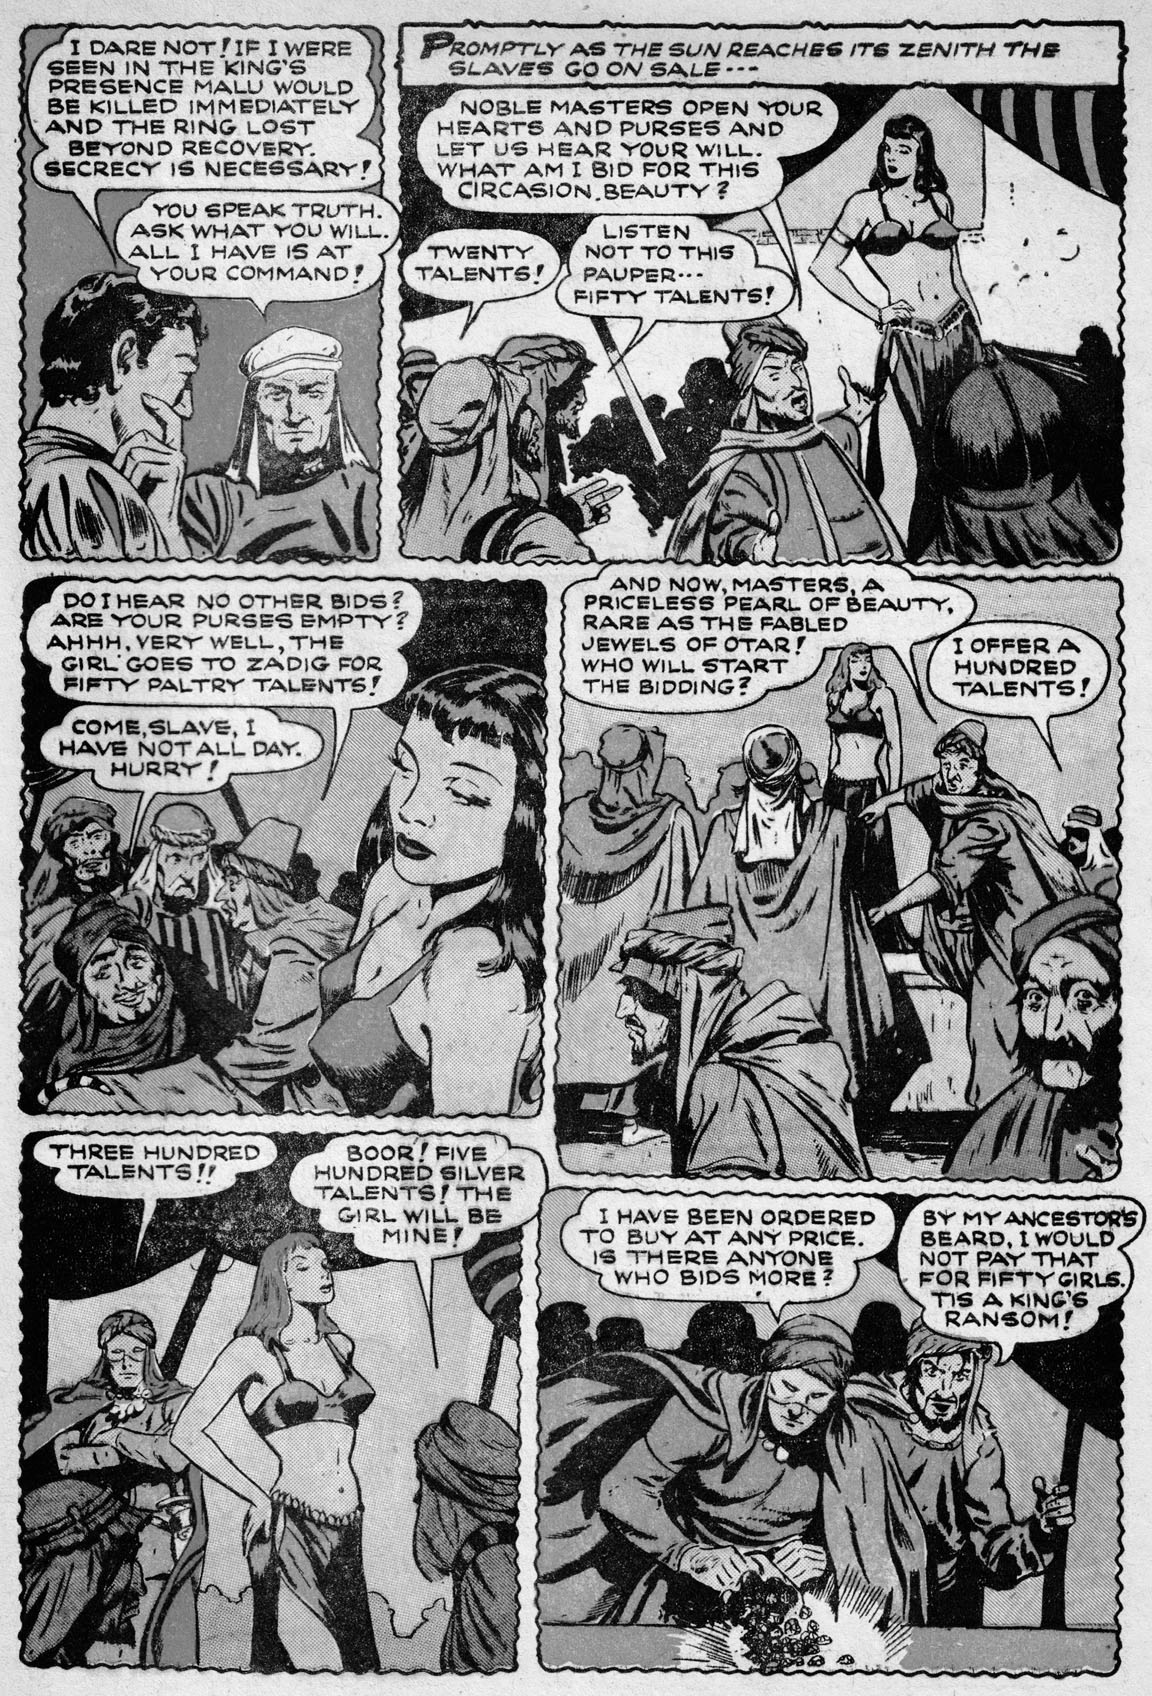 I DARE NOT! IF I WERE
SEEN IN THE KING'S
PRESENCE MALU WOULD
BE KILLED IMMEDIATELY
AND THE RING LOST
BEYOND RECOVERY.
SECRECY IS NECESSARY!
YOU SPEAK TRUTH.
ASK WHAT YOU WILL.
ALL I HAVE IS AT
YOUR COMMAND!
PROMPTLY AS THE SUN REACHES ITS ZENITH THE
SLAVES GO ON SALE---
NOBLE MASTERS OPEN YOUR
HEARTS AND PURSES AND
LET US HEAR YOUR WILL.
WHAT AM I BID FOR THIS
CIRCASION.BEAUTY?
TWENTY
TALENTS!
LISTEN
NOT TO THIS
PAUPER---
FIFTY TALENTS!
DO I HEAR NO OTHER BIDS?
ARE YOUR PURSES EMPTY?
AHHH, VERY WELL, THE
GIRL GOES TO ZADIG FOR
FIFTY PALTRY TALENTS!
COME, SLAVE, I
HAVE NOT ALL DAY.
HURRY!
AND NOW, MASTERS, A
PRICELESS PEARL OF BEAUTY,
RARE AS THE FABLED
JEWELS OF OTAR!
WHO WILL START
THE BIDDING?
I OFFER A
HUNDRED
TALENTS!
THREE HUNDRED
TALENTS!!
BOOR! FIVE
HUNDRED SILVER
TALENTS! THE
GIRL WILL BE
MINE!
I HAVE BEEN ORDERED
TO BUY AT ANY PRICE.
IS THERE ANYONE
WHO BIDS MORE?
BY MY ANCESTOR'S
BEARD, I WOULD
NOT PAY THAT
FOR FIFTY GIRLS.
TIS A KING'S
RANSOM!